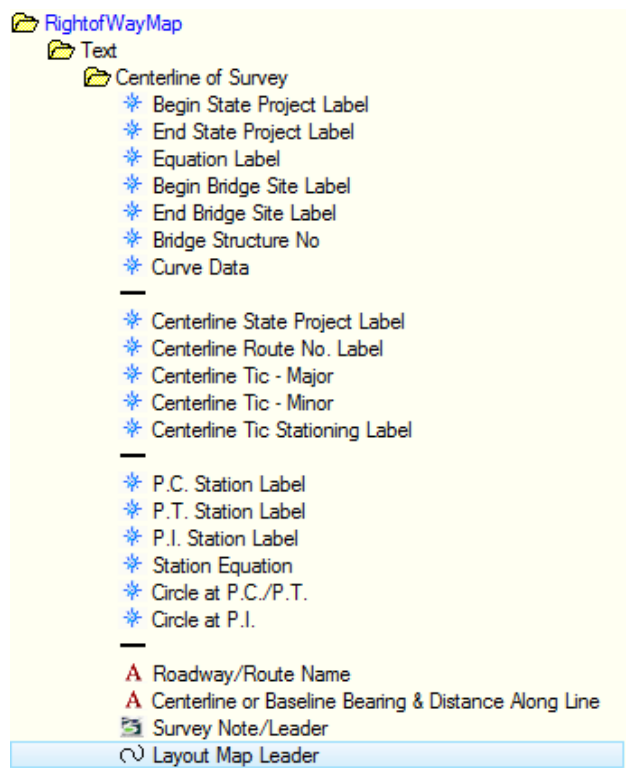 RightofWayMap
Text
Centerline of Survey
Begin State Project Label
End State Project Label
Equation Label
Begin Bridge Site Label
End Bridge Site Label
Bridge Structure No
Curve Data
Centerline State Project Label
Centerline Route No. Label
Centerline Tic - Major
Centerline Tic - Minor
Centerline Tic Stationing Label
P.C. Station Label
P.T. Station Label
P.I. Station Label
Station Equation
Circle at P.C./P.T.
Circle at P.I.
A Roadway/Route Name
A Centerline or Baseline Bearing & Distance Along Line
Survey Note/Leader
Layout Map Leader